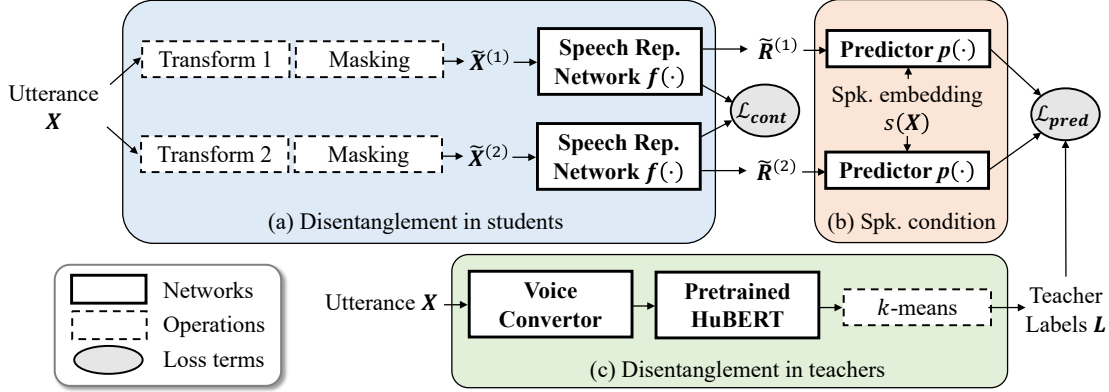 Utterance
X
Transform 1
Masking
X̃⁽¹⁾
Speech Rep.
Network f(·)
R̃⁽¹⁾
Predictor p(·)
Spk. embedding
s(X)
ℒcont
ℒpred
Transform 2
Masking
X̃⁽²⁾
Speech Rep.
Network f(·)
R̃⁽²⁾
Predictor p(·)
(a) Disentanglement in students
(b) Spk. condition
Networks
Operations
Loss terms
Utterance X
Voice
Convertor
Pretrained
HuBERT
k-means
Teacher
Labels L
(c) Disentanglement in teachers